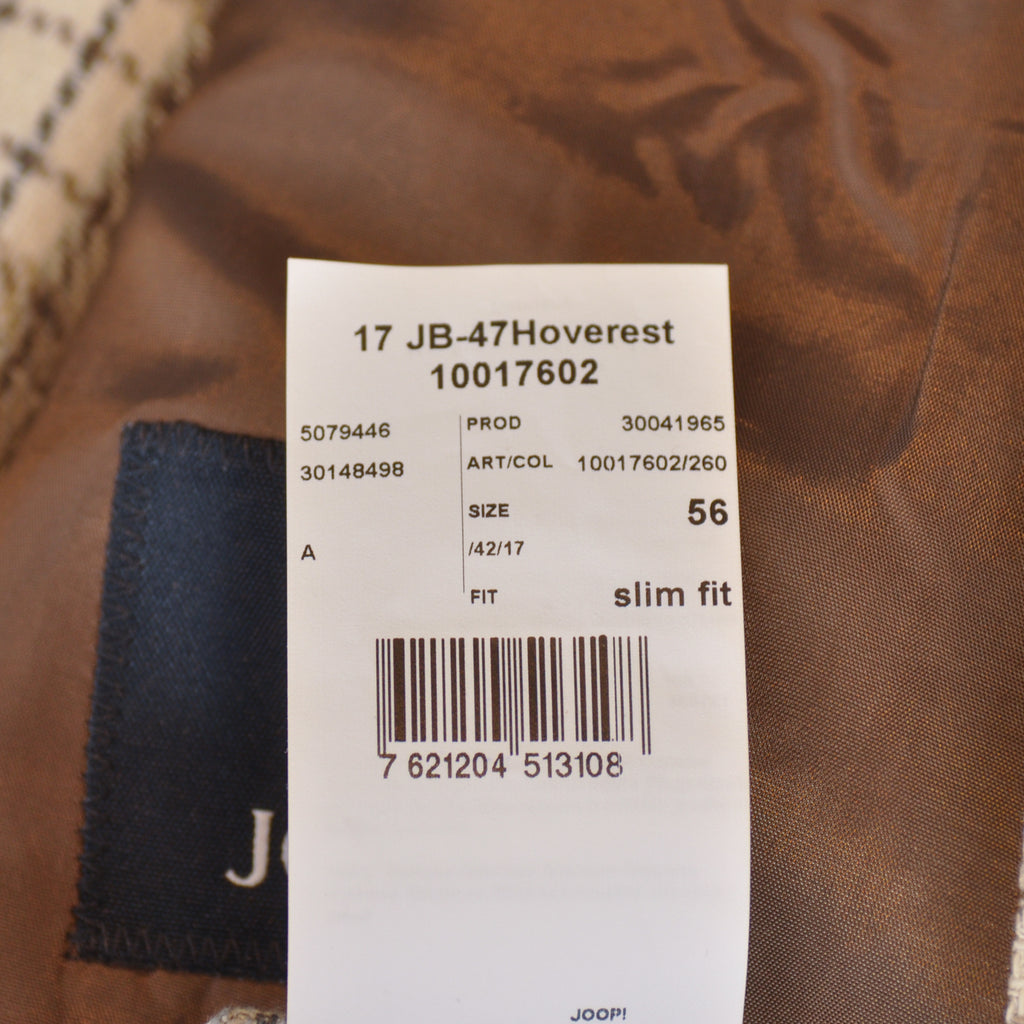 17 JB-47Hoverest
10017602
5079446
30148498
A
PROD 30041965
ART/COL 10017602/260
SIZE 56
/42/17
FIT slim fit
7 621204 513108
JOOP!